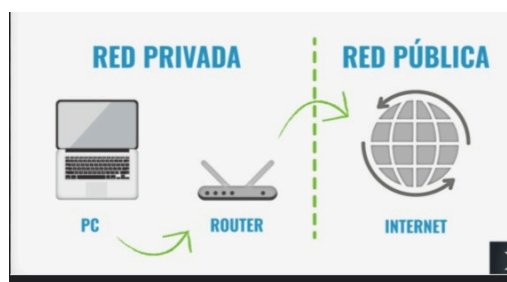 RED PRIVADA
RED PÚBLICA
PC
ROUTER
INTERNET